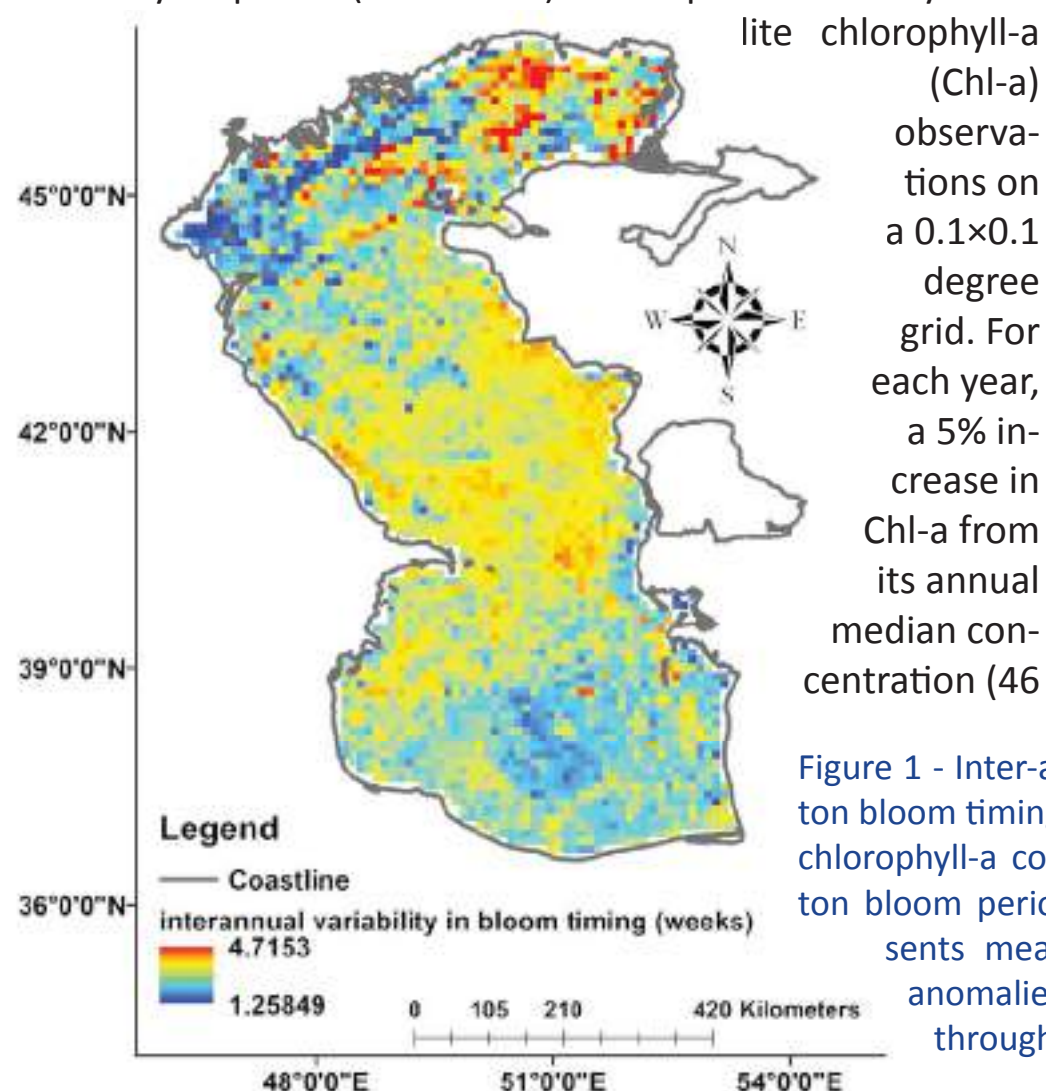 lite chlorophyll-a
(Chl-a)
observa-
tions on
a 0.1×0.1
degree
grid. For
each year,
a 5% in-
crease in
Chl-a from
its annual
median con-
centration (46
45°0'0"N
42°0'0"N
39°0'0"N
36°0'0"N
N
W E
S
Legend
Coastline
interannual variability in bloom timing (weeks)
4.7153
1.25849
0 105 210 420 Kilometers
48°0'0"E 51°0'0"E 54°0'0"E
Figure 1 - Inter-a
ton bloom timin
chlorophyll-a co
ton bloom peri
sents mea
anomalie
through